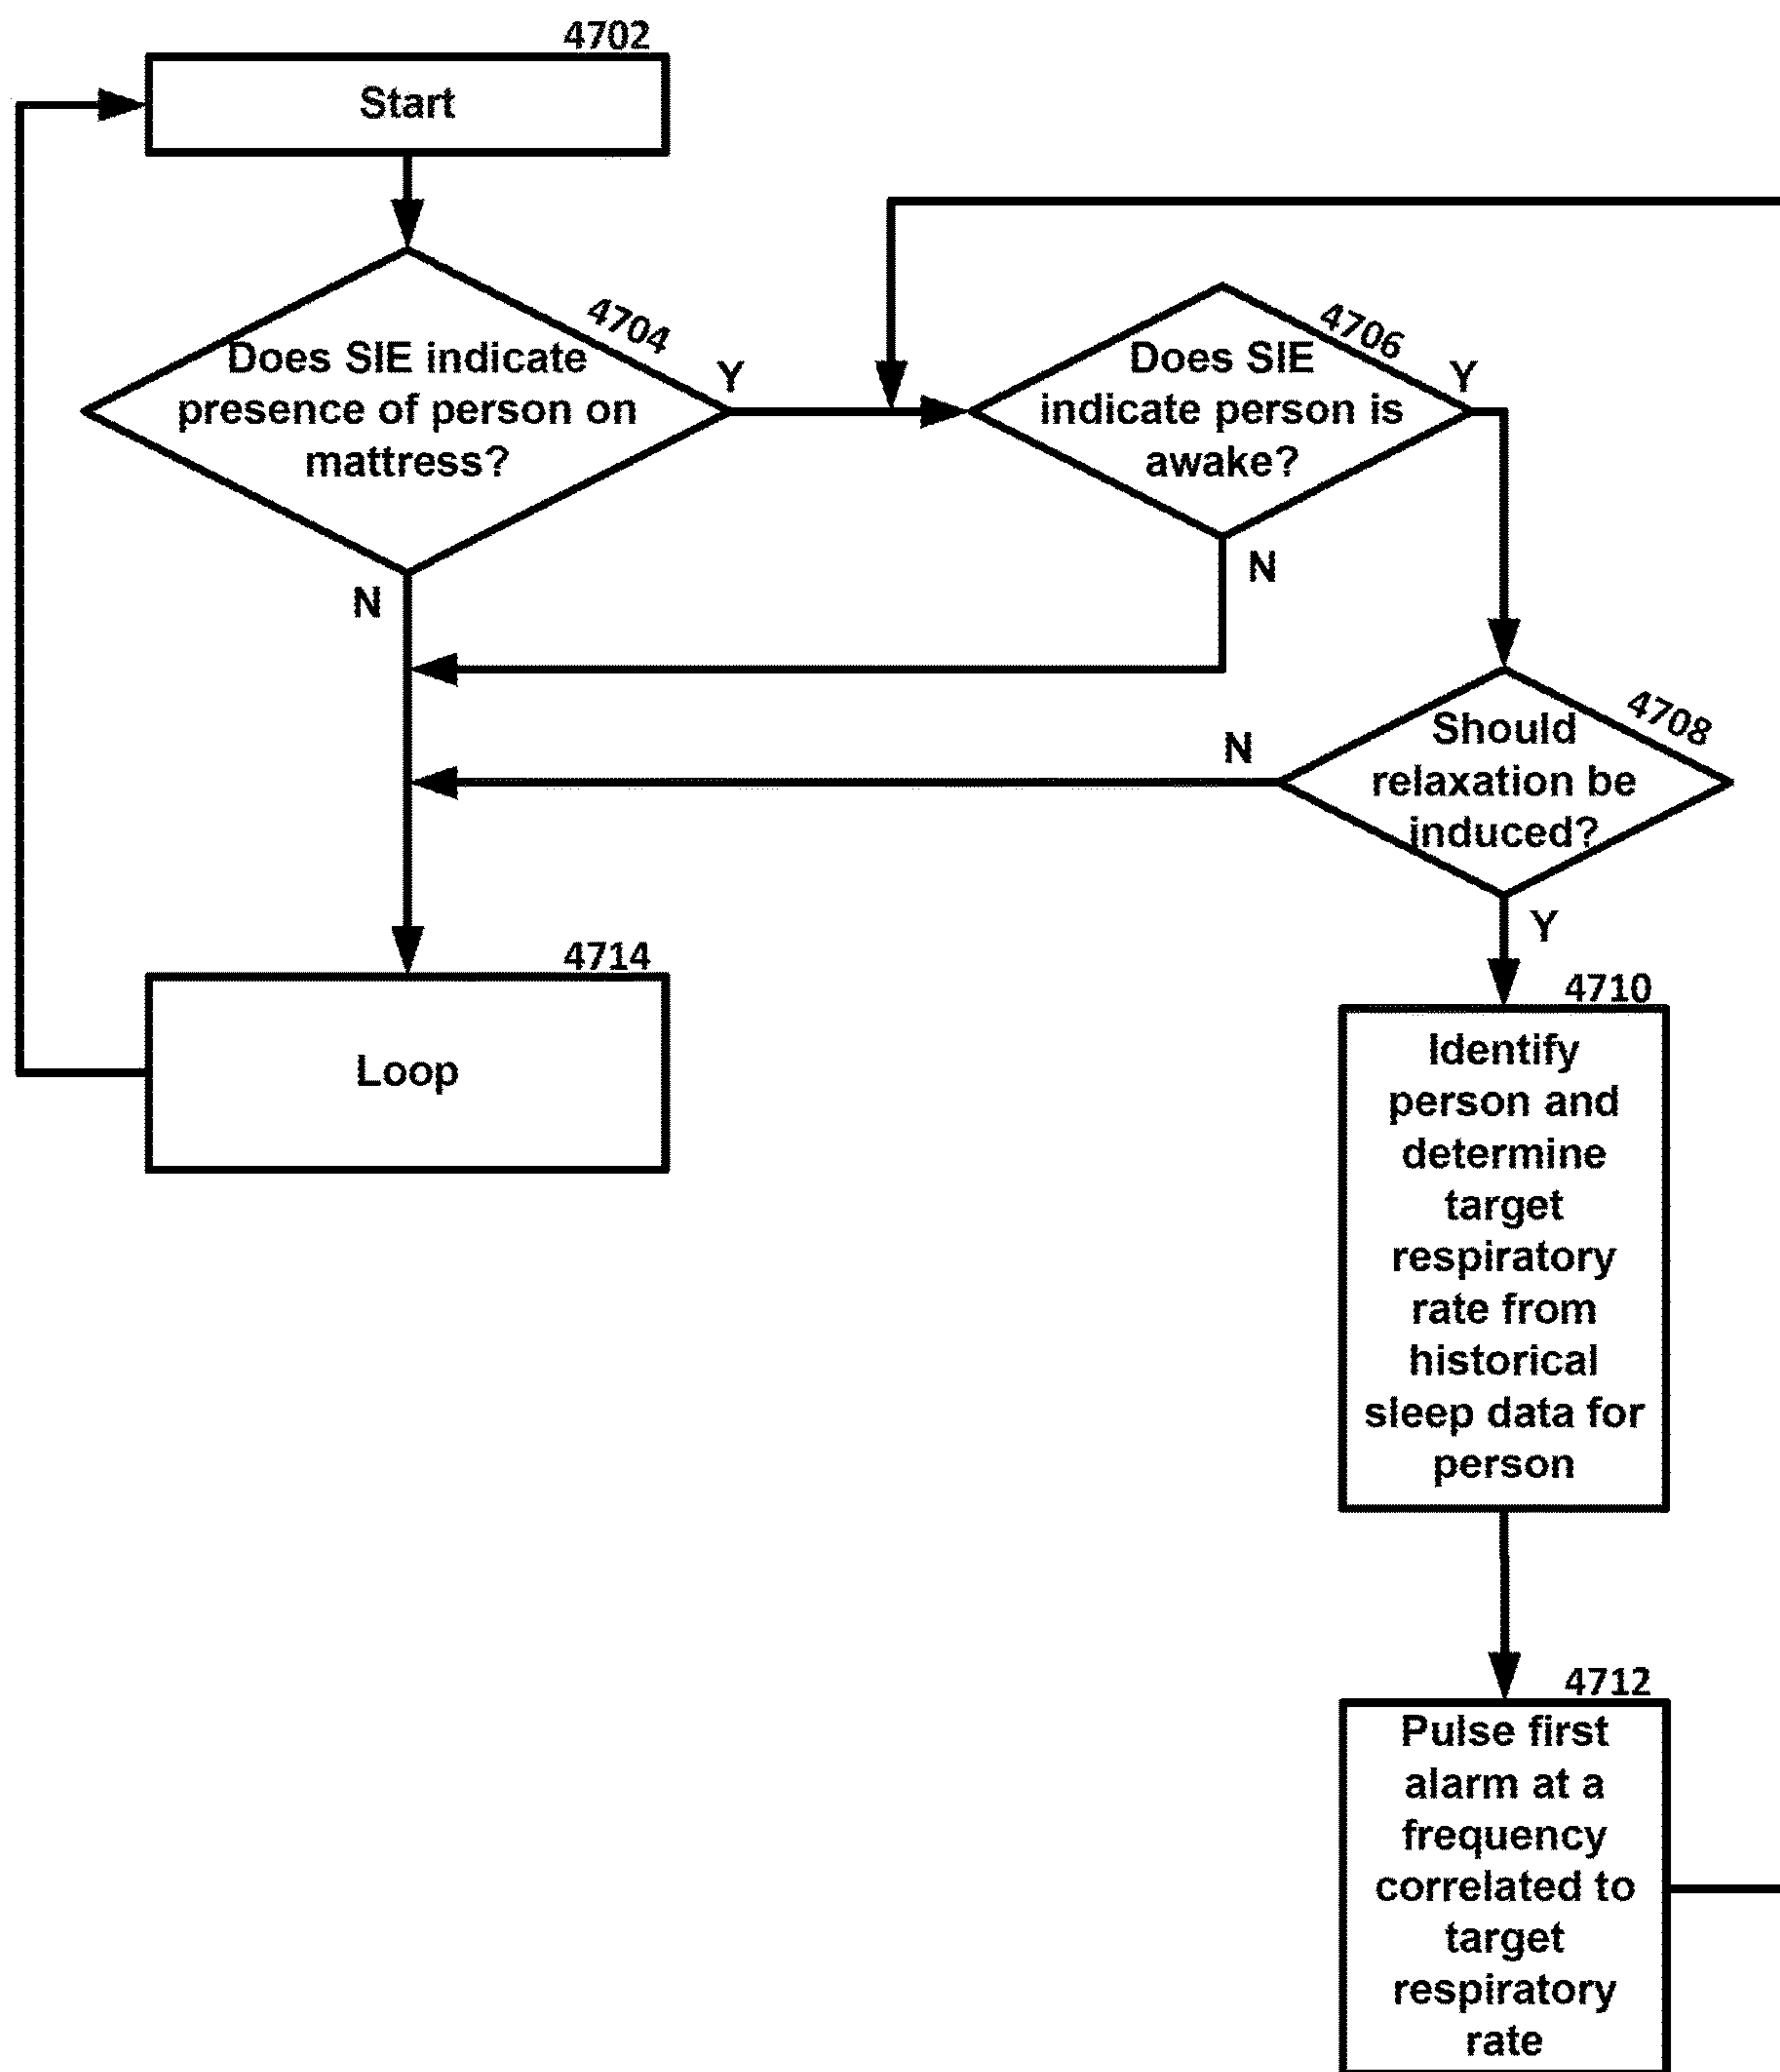 4702
Start
4704
Does SIE indicate
presence of person on
mattress?
Y
N
4706
Does SIE
indicate person is
awake?
Y
N
4708
Should
relaxation be
induced?
N
Y
4714
Loop
4710
Identify
person and
determine
target
respiratory
rate from
historical
sleep data for
person
4712
Pulse first
alarm at a
frequency
correlated to
target
respiratory
rate